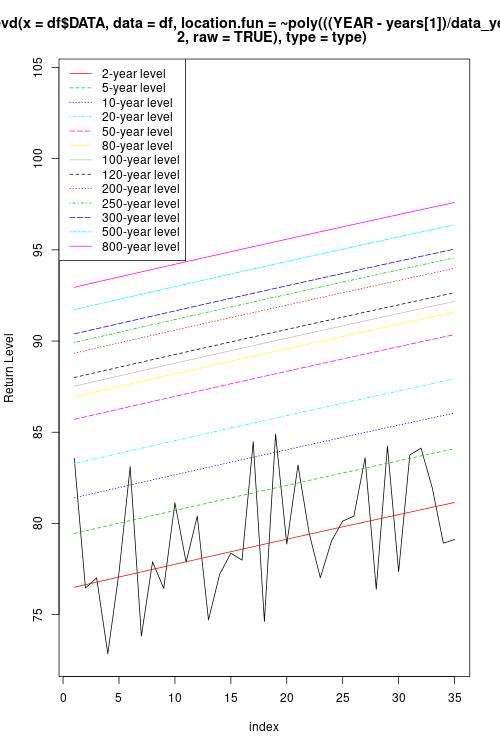 evd(x = df$DATA, data = df, location.fun = ~poly(((YEAR - years[1])/data_ye
2, raw = TRUE), type = type)
2-year level
5-year level
10-year level
20-year level
50-year level
80-year level
100-year level
120-year level
200-year level
250-year level
300-year level
500-year level
800-year level
Return Level
105
100
95
90
85
80
75
0 5 10 15 20 25 30 35
index